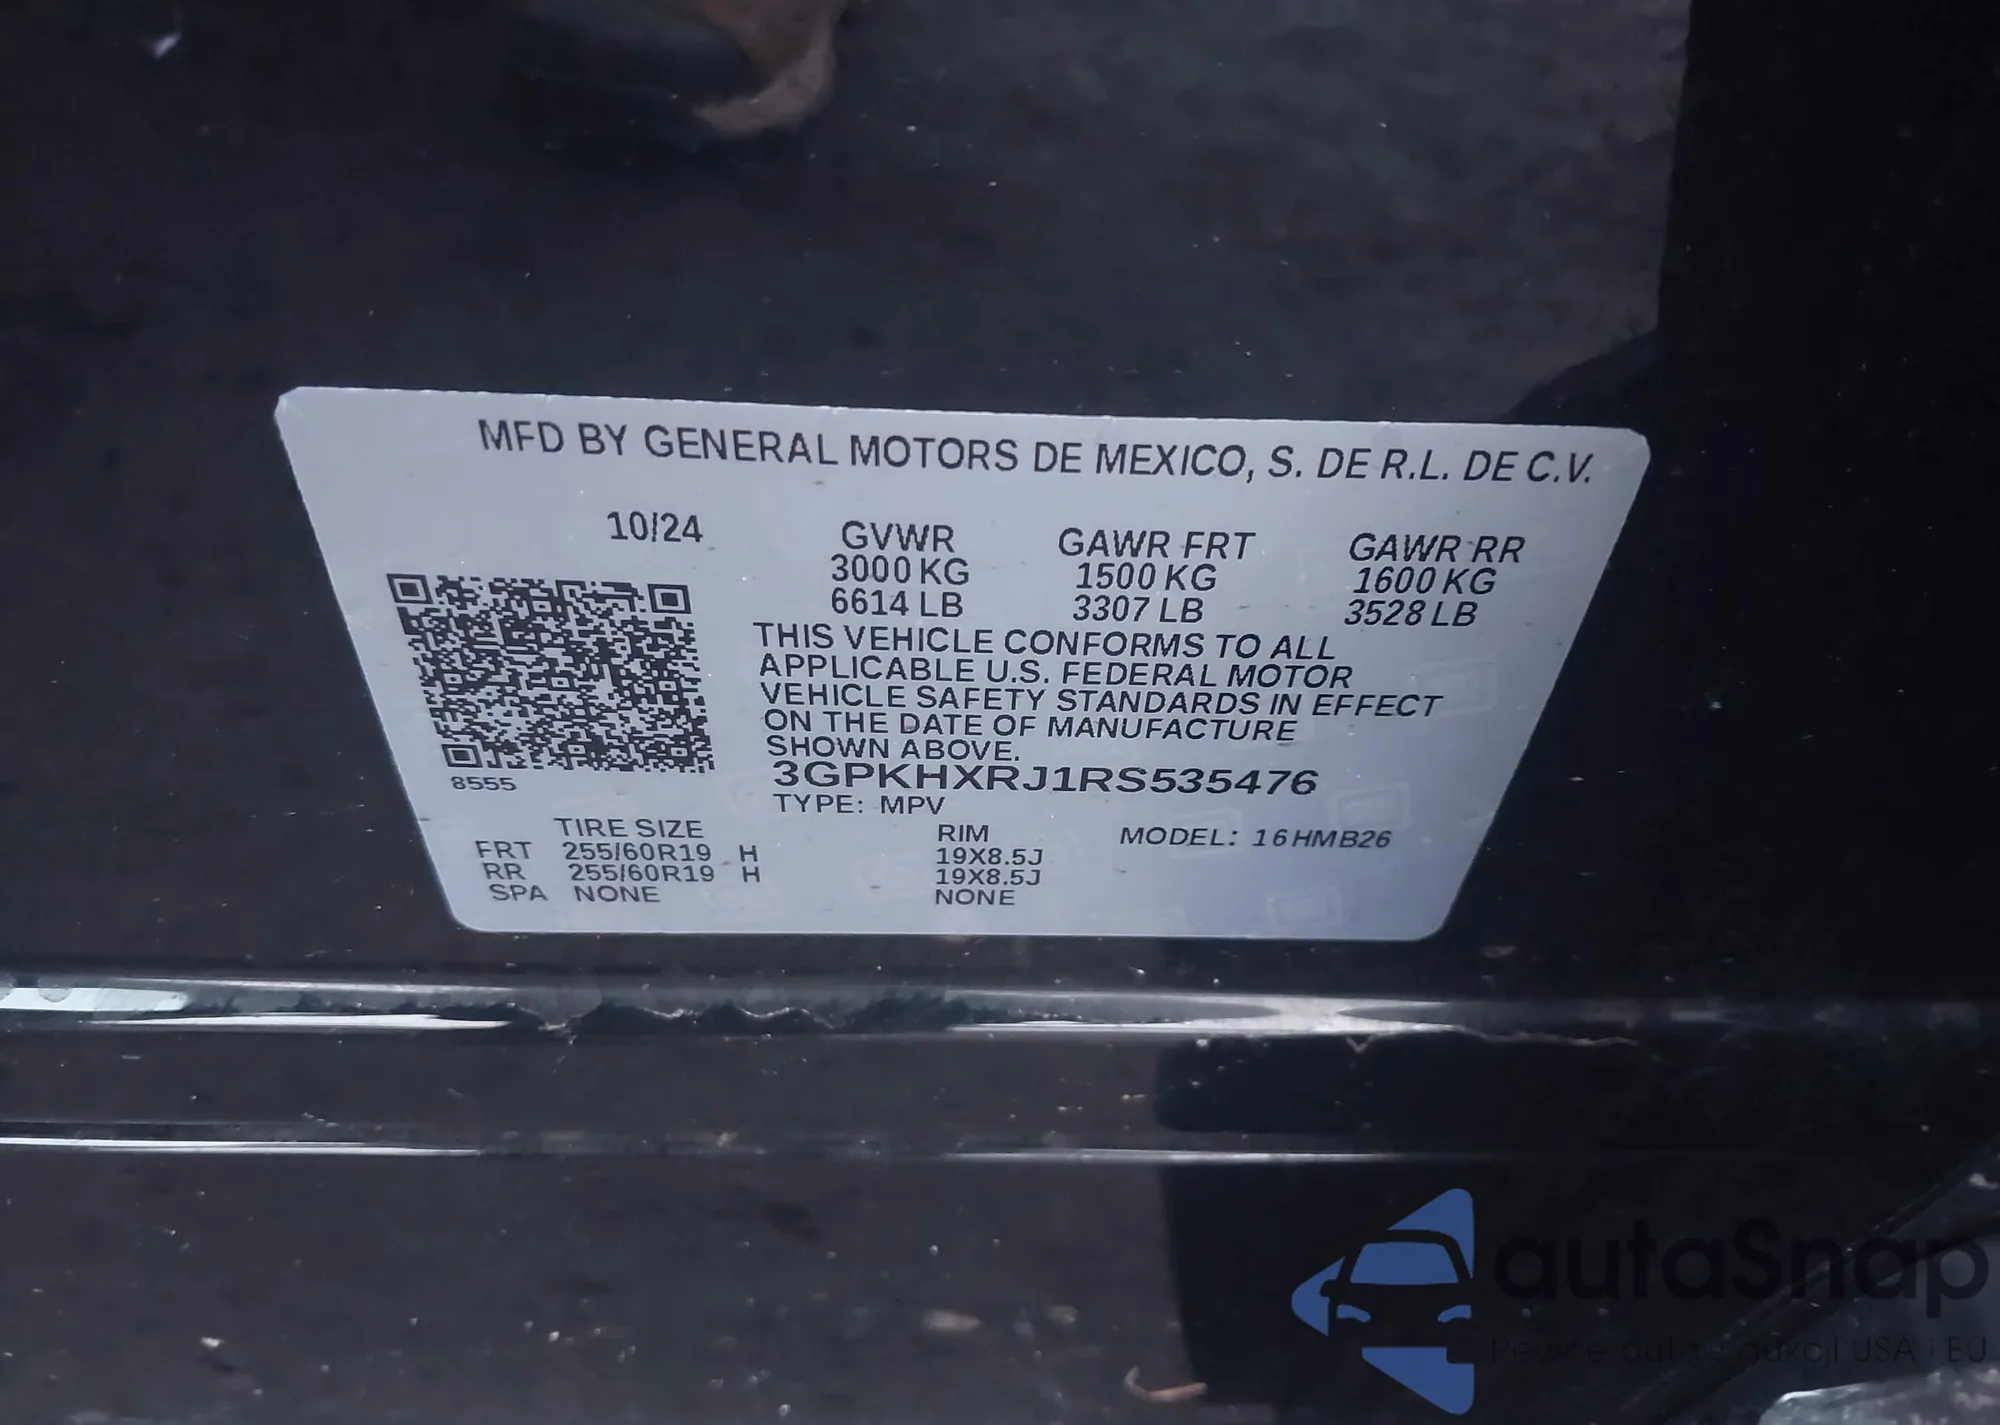 MFD BY GENERAL MOTORS DE MEXICO, S. DE R.L. DE C.V.
10/24
GVWR GAWR FRT GAWR RR
3000 KG 1500 KG 1600 KG
6614 LB 3307 LB 3528 LB
THIS VEHICLE CONFORMS TO ALL
APPLICABLE U.S. FEDERAL MOTOR
VEHICLE SAFETY STANDARDS IN EFFECT
ON THE DATE OF MANUFACTURE
SHOWN ABOVE.
3GPKHXRJ1RS535476
8555
TYPE: MPV
TIRE SIZE RIM MODEL: 16HMB26
FRT 255/60R19 H 19X8.5J
RR 255/60R19 H 19X8.5J
SPA NONE NONE
autaSnap
USA i EU